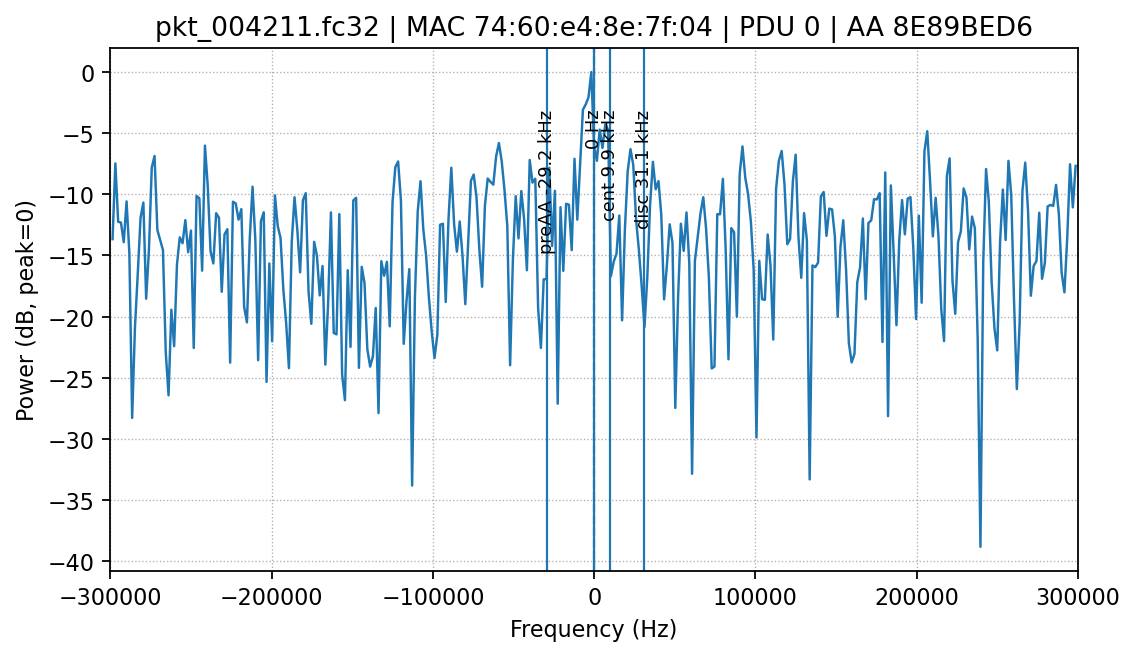 pkt_004211.fc32 | MAC 74:60:e4:8e:7f:04 | PDU 0 | AA 8E89BED6
Power (dB, peak=0)
0
−5
−10
−15
−20
−25
−30
−35
−40
preAA -29.2 kHz
0 Hz
cent 9.9 kHz
disc 31.1 kHz
−300000
−200000
−100000
0
100000
200000
300000
Frequency (Hz)